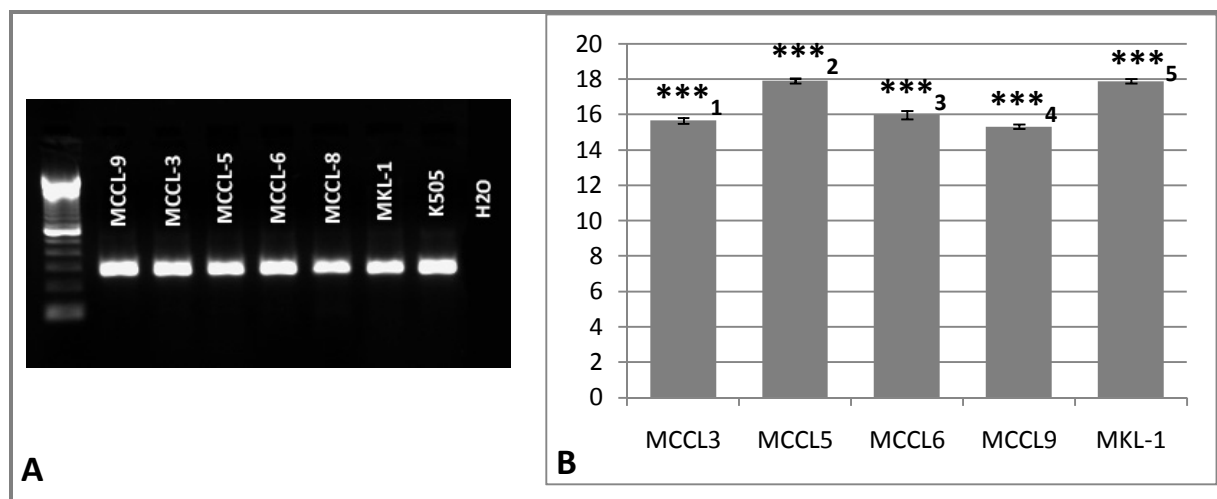 MCCL-9
MCCL-3
MCCL-5
MCCL-6
MCCL-8
MKL-1
K505
H2O
A
20
18
16
14
12
10
8
6
4
2
0
***1
***2
***3
***4
***5
MCCL3 MCCL5 MCCL6 MCCL9 MKL-1
B